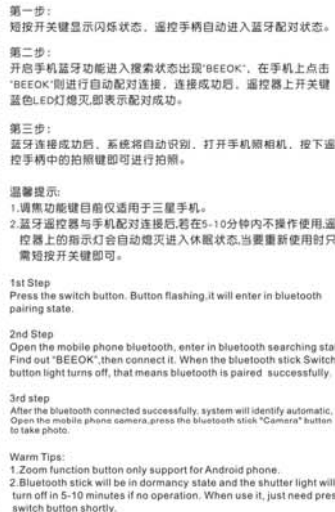 第一步：
短按开关键显示闪烁状态，遥控手柄自动进入蓝牙配对状态。
第二步：
开启手机蓝牙功能进入搜索状态出现"BEEOK"，在手机上点击
"BEEOK"则进行自动配对连接，连接成功后，遥控器上开关键
蓝色LED灯熄灭,即表示配对成功。
第三步：
蓝牙连接成功后，系统将自动识别，打开手机照相机，按下遥
控手柄中的拍照键即可进行拍照。
温馨提示:
1.调焦功能键目前仅适用于三星手机。
2.蓝牙遥控器与手机配对连接后,若在5-10分钟内不操作使用,遥
控器上的指示灯会自动熄灭进入休眠状态,当要重新使用时只
需短按开关键即可。
1st Step
Press the switch button. Button flashing,it will enter in bluetooth
pairing state.
2nd Step
Open the mobile phone bluetooth, enter in bluetooth searching stat
Find out "BEEOK",then connect it. When the bluetooth stick Switch
button light turns off, that means bluetooth is paired successfully.
3rd step
After the bluetooth connected successfully, system will identify automatic,
Open the mobile phone camera,press the bluetooth stick "Camera" button
to take photo.
Warm Tips:
1.Zoom function button only support for Android phone.
2.Bluetooth stick will be in dormancy state and the shutter light will
turn off in 5-10 minutes if no operation. When use it, just need pres
switch button shortly.